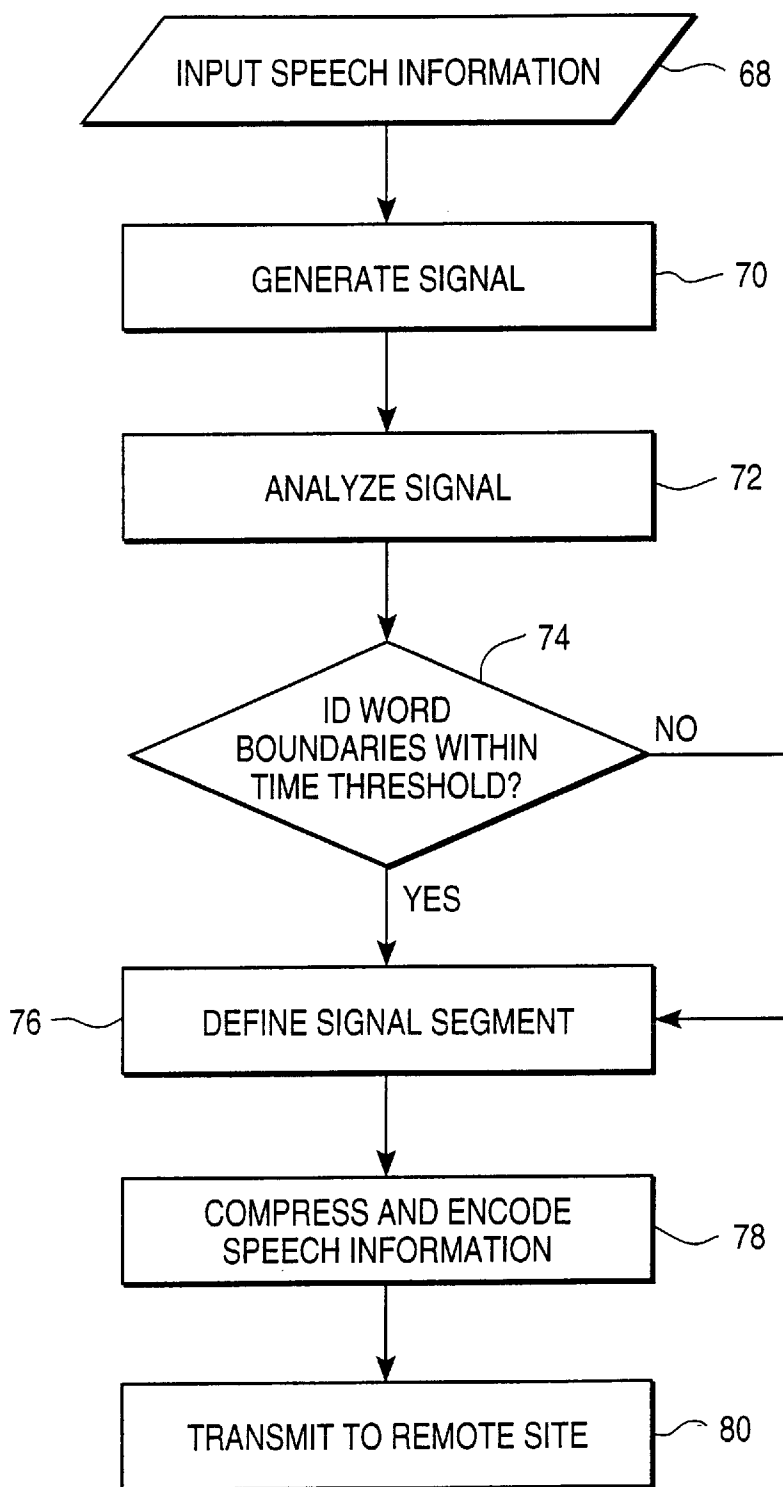 INPUT SPEECH INFORMATION
68
GENERATE SIGNAL
70
ANALYZE SIGNAL
72
74
ID WORD
BOUNDARIES WITHIN
TIME THRESHOLD?
NO
YES
76
DEFINE SIGNAL SEGMENT
COMPRESS AND ENCODE
SPEECH INFORMATION
78
TRANSMIT TO REMOTE SITE
80